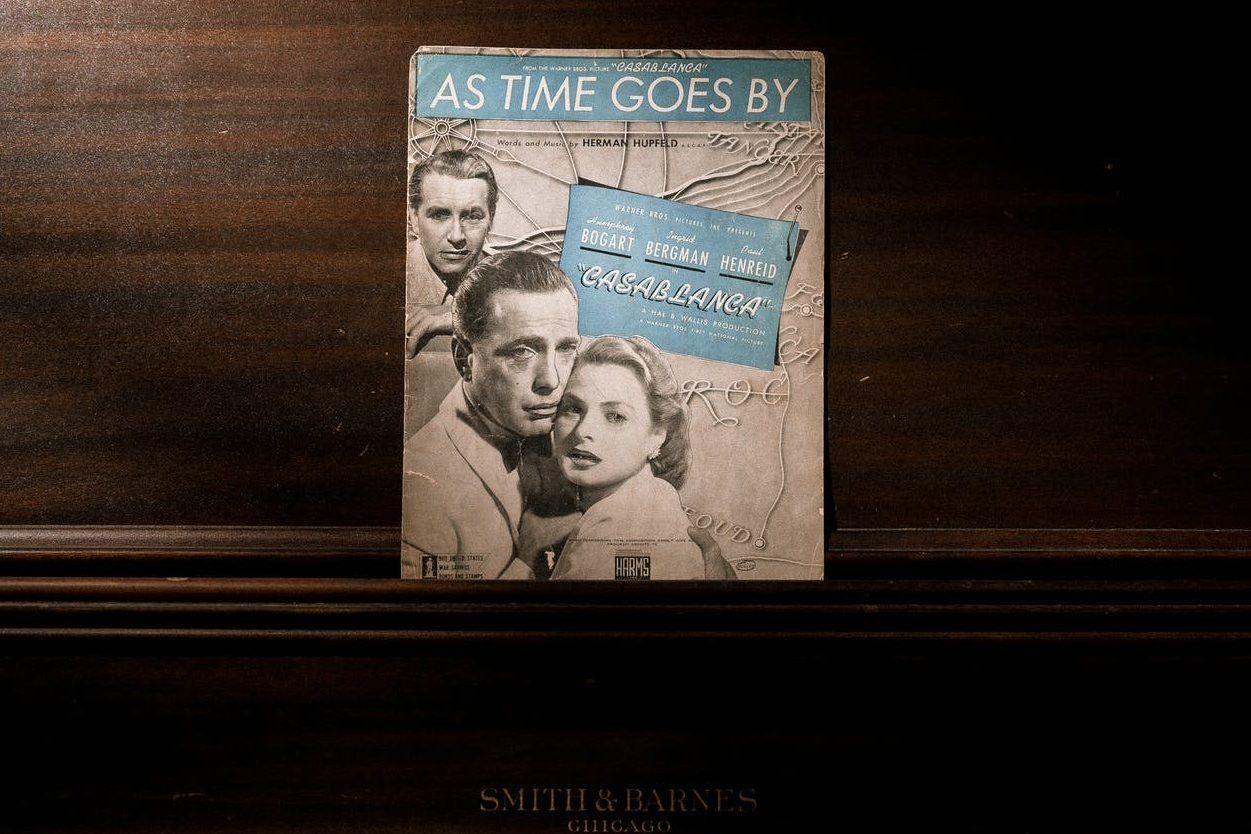 FROM THE WARNER BROS. PICTURE "CASABLANCA"
AS TIME GOES BY
Words and Music by HERMAN HUPFELD A.S.C.A.P.
TANGER
WARNER BROS. PICTURES INC. PRESENTS
Humphrey Ingrid Paul
BOGART BERGMAN HENREID
IN
"CASABLANCA"
A HAL B. WALLIS PRODUCTION
A WARNER BROS. FIRST NATIONAL PICTURE
ROC
BUY UNITED STATES
WAR SAVINGS
BONDS AND STAMPS
HARMS
SMITH & BARNES
CHICAGO